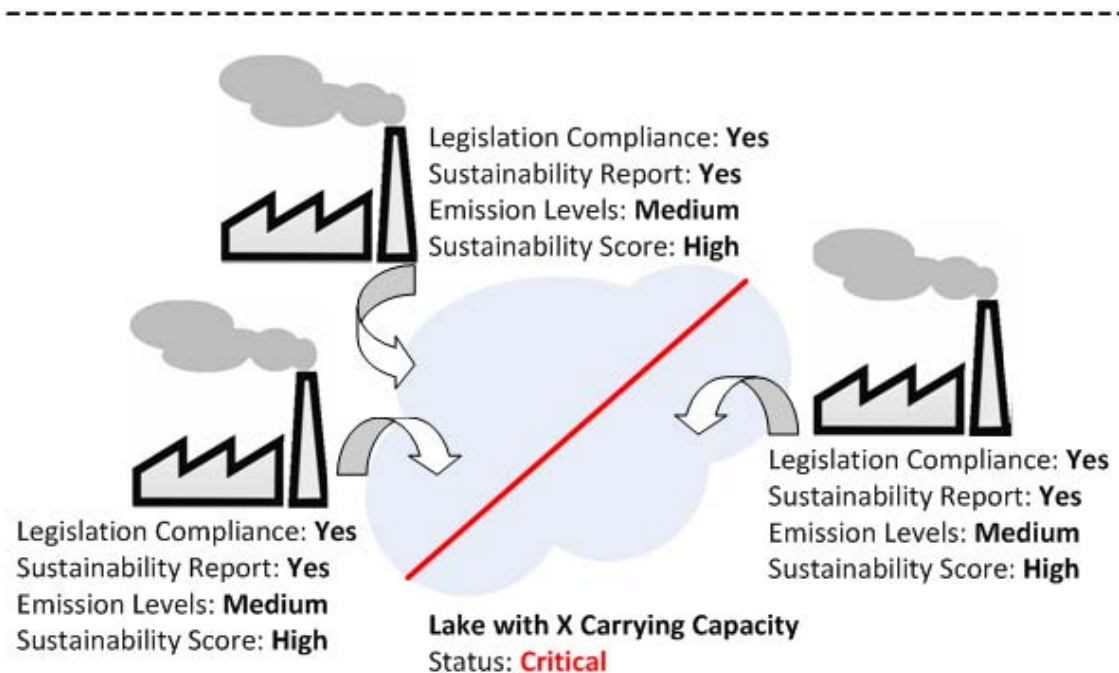 Legislation Compliance: Yes
Sustainability Report: Yes
Emission Levels: Medium
Sustainability Score: High
Legislation Compliance: Yes
Sustainability Report: Yes
Emission Levels: Medium
Sustainability Score: High
Legislation Compliance: Yes
Sustainability Report: Yes
Emission Levels: Medium
Sustainability Score: High
Lake with X Carrying Capacity
Status: Critical